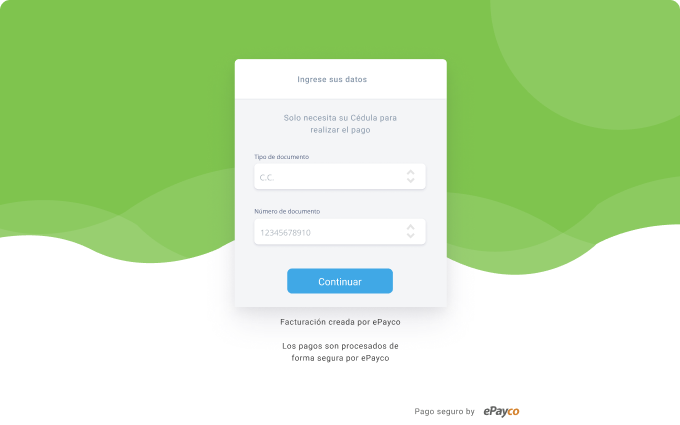 Ingrese sus datos
Solo necesita su Cédula para
realizar el pago
Tipo de documento
C.C.
Número de documento
12345678910
Continuar
Facturación creada por ePayco
Los pagos son procesados de
forma segura por ePayco
Pago seguro by ePayco